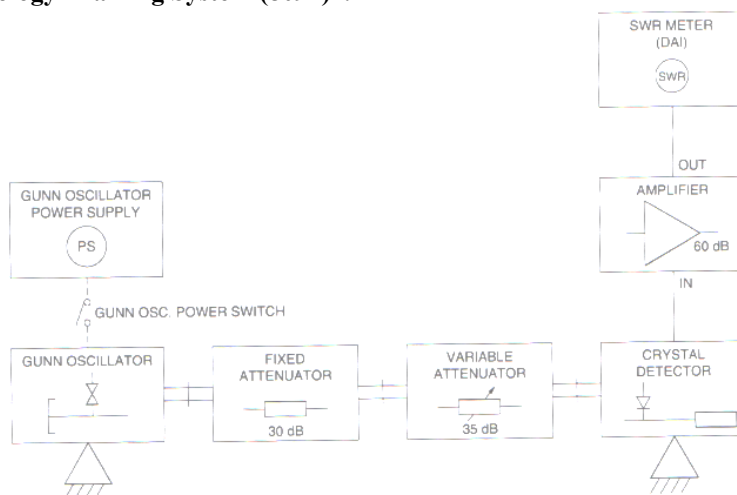 SWR METER
(DAI)
SWR
OUT
GUNN OSCILLATOR
POWER SUPPLY
PS
AMPLIFIER
60 dB
IN
GUNN OSC. POWER SWITCH
GUNN OSCILLATOR
FIXED
ATTENUATOR
30 dB
VARIABLE
ATTENUATOR
35 dB
CRYSTAL
DETECTOR